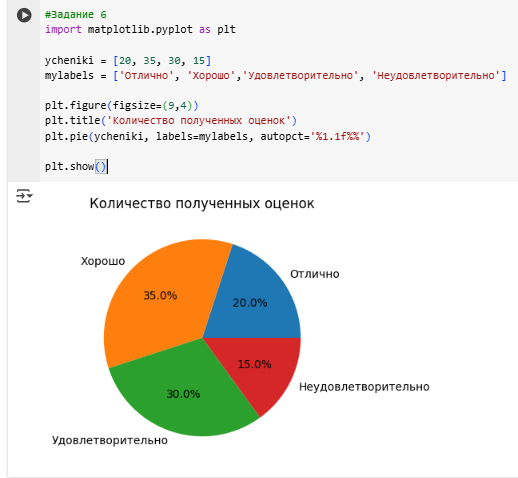 #Задание 6
import matplotlib.pyplot as plt
ycheniki = [20, 35, 30, 15]
mylabels = ['Отлично', 'Хорошо','Удовлетворительно', 'Неудовлетворительно']
plt.figure(figsize=(9,4))
plt.title('Количество полученных оценок')
plt.pie(ycheniki, labels=mylabels, autopct='%1.1f%%')
plt.show()
Количество полученных оценок
Хорошо
Отлично
35.0%
20.0%
15.0%
Неудовлетворительно
30.0%
Удовлетворительно